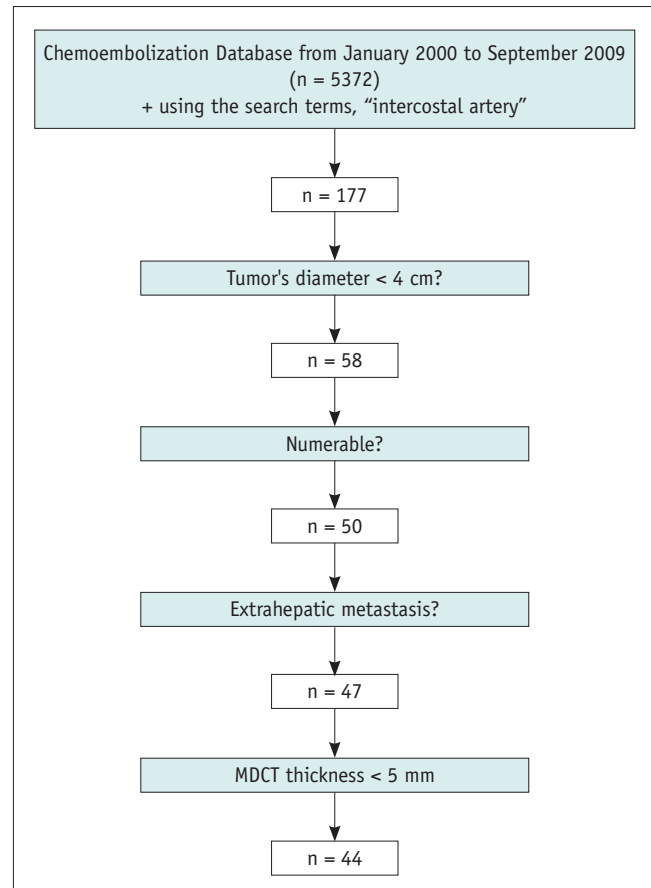 Chemoembolization Database from January 2000 to September 2009
(n = 5372)
+ using the search terms, “intercostal artery”
n = 177
Tumor's diameter < 4 cm?
n = 58
Numerable?
n = 50
Extrahepatic metastasis?
n = 47
MDCT thickness < 5 mm
n = 44